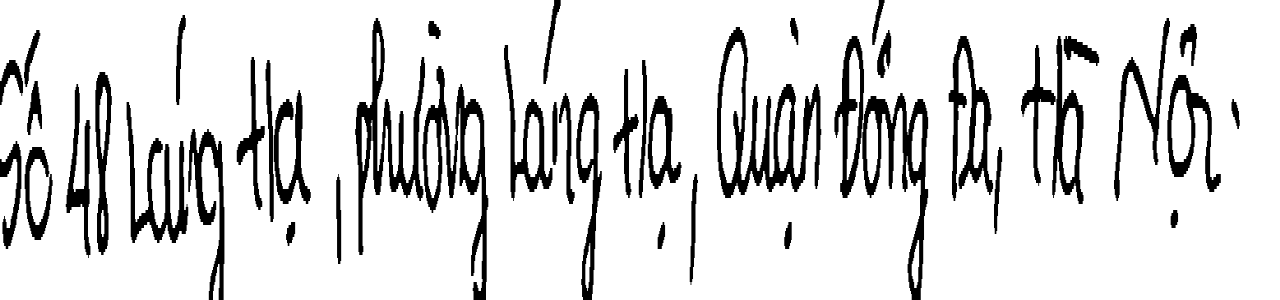 Số 48 Láng Hạ, phường Láng Hạ, Quận Đống Đa, Hà Nội.